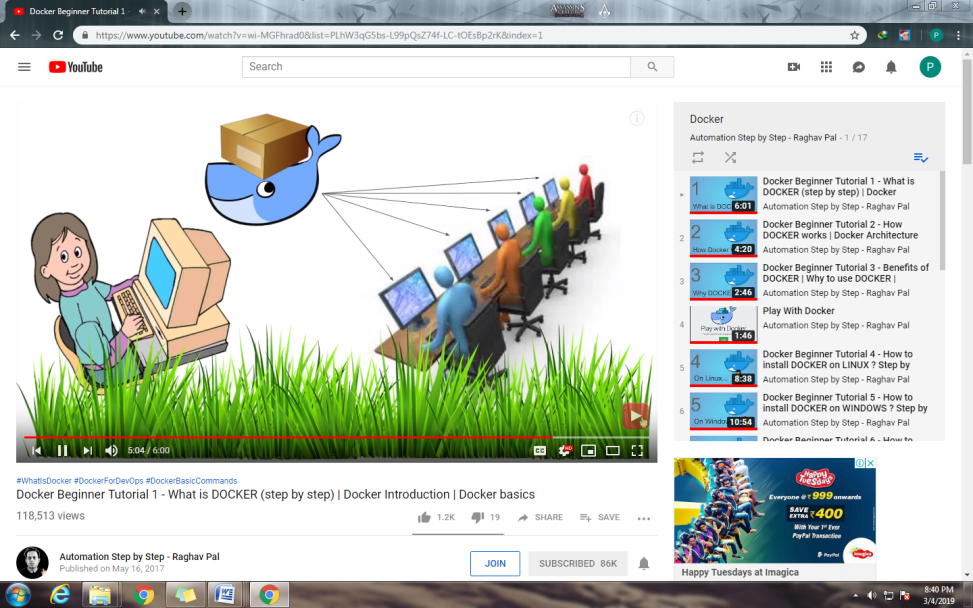 Docker Beginner Tutorial 1 -
ASSASSINS
https://www.youtube.com/watch?v=wi-MGFhrad0&list=PLhW3qG5bs-L99pQsZ74f-LC-tOEsBp2rK&index=1
P
YouTube
Search
P
Docker
Automation Step by Step - Raghav Pal - 1 / 17
1
What is DOC
6:01
Docker Beginner Tutorial 1 - What is
DOCKER (step by step) | Docker
Automation Step by Step - Raghav Pal
2
2
How Docker
4:20
Docker Beginner Tutorial 2 - How
DOCKER works | Docker Architecture
Automation Step by Step - Raghav Pal
3
3
Why DOCKE
2:46
Docker Beginner Tutorial 3 - Benefits of
DOCKER | Why to use DOCKER |
Automation Step by Step - Raghav Pal
4
Play with Docker
1:46
Play With Docker
Automation Step by Step - Raghav Pal
5
4
On Linux...
8:38
Docker Beginner Tutorial 4 - How to
install DOCKER on LINUX ? Step by
Automation Step by Step - Raghav Pal
6
5
On Window
10:54
Docker Beginner Tutorial 5 - How to
install DOCKER on WINDOWS ? Step by
Automation Step by Step - Raghav Pal
Docker Beginner Tutorial 6 - How to
5:04 / 6:00
HD
#WhatIsDocker #DockerForDevOps #DockerBasicCommands
Docker Beginner Tutorial 1 - What is DOCKER (step by step) | Docker Introduction | Docker basics
118,513 views
1.2K
19
SHARE
SAVE
Automation Step by Step - Raghav Pal
Published on May 16, 2017
JOIN
SUBSCRIBED 86K
Happy
Tuesdays
Everyone @ ₹ 999 onwards
SAVE
EXTRA ₹400
With Your 1st Ever
PayPal Transaction
PayPal
imagica
Happy Tuesdays at Imagica
8:40 PM
3/4/2019